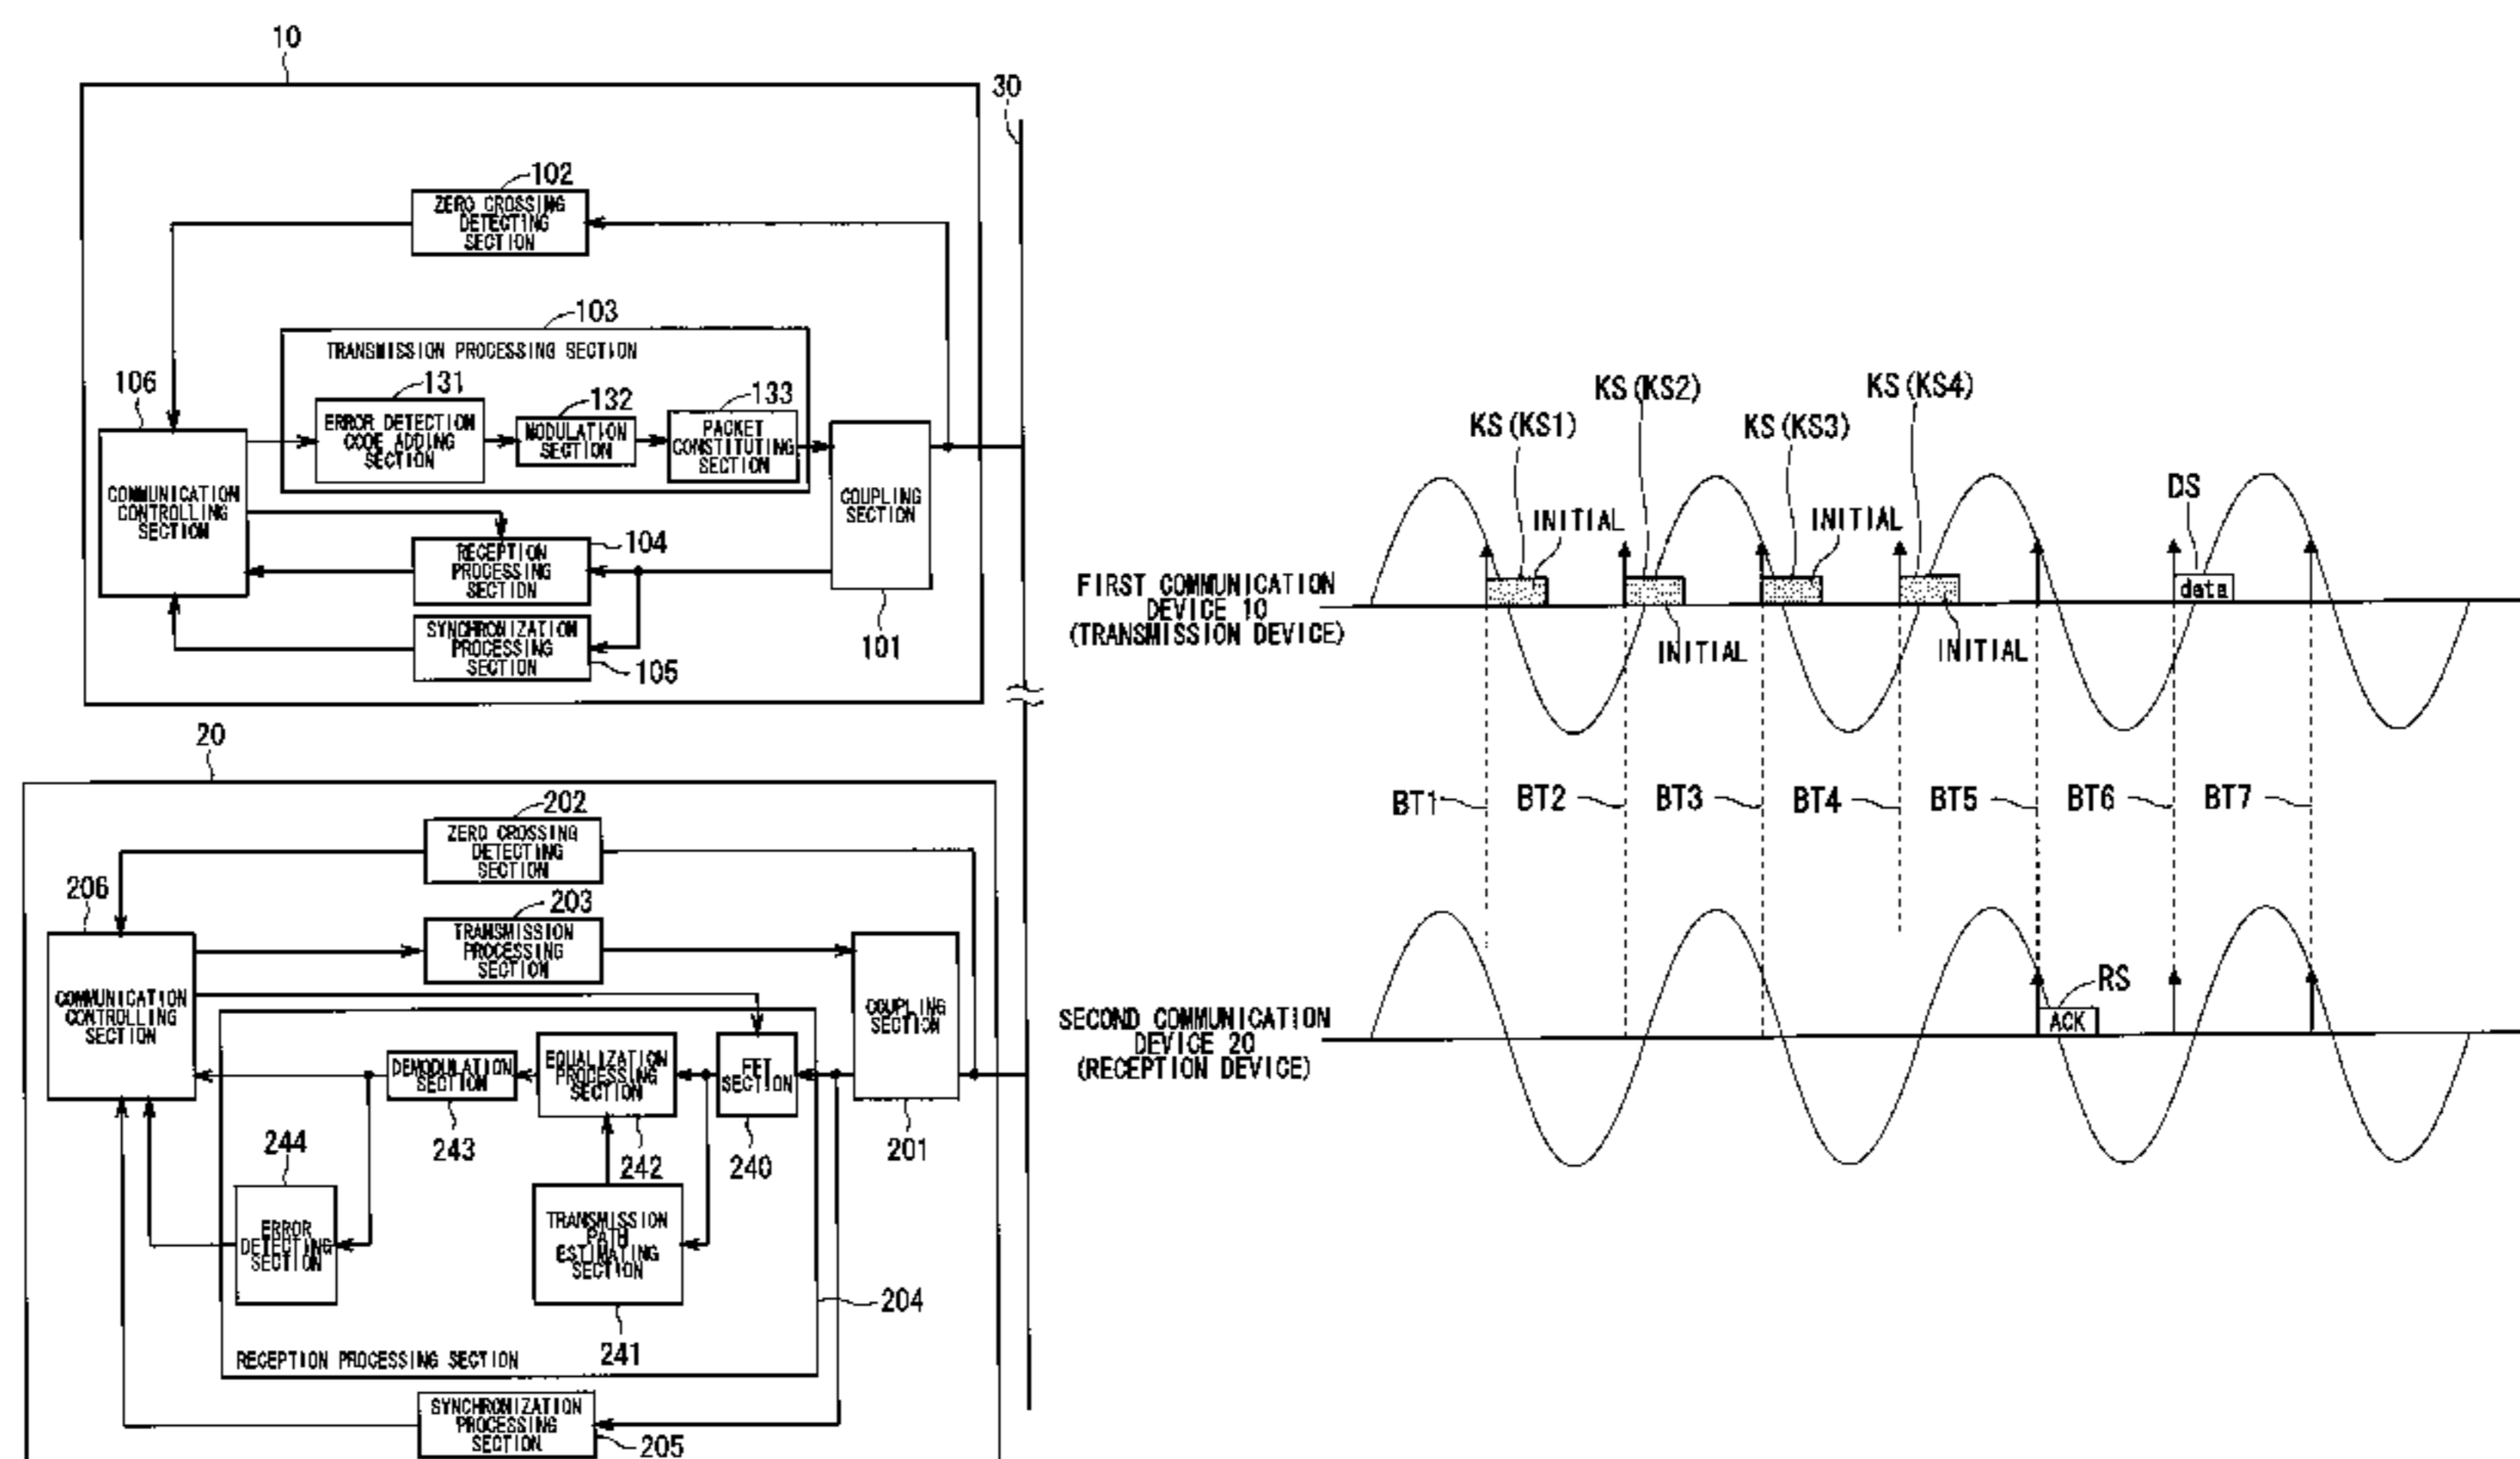 10
30
102
ZERO CROSSING
DETECTING
SECTION
103
TRANSMISSION PROCESSING SECTION
106
131
132
133
ERROR DETECTION
CODE ADDING
SECTION
MODULATION
SECTION
PACKET
CONSTITUTING
SECTION
COMMUNICATION
CONTROLLING
SECTION
COUPLING
SECTION
104
RECEPTION
PROCESSING
SECTION
SYNCHRONIZATION
PROCESSING
SECTION
105
101
20
202
ZERO CROSSING
DETECTING
SECTION
206
203
TRANSMISSION
PROCESSING
SECTION
COMMUNICATION
CONTROLLING
SECTION
COUPLING
SECTION
DEMODULATION
SECTION
EQUALIZATION
PROCESSING
SECTION
FFT
SECTION
244
243
242
240
201
ERROR
DETECTING
SECTION
TRANSMISSION
PATH
ESTIMATING
SECTION
204
241
RECEPTION PROCESSING SECTION
SYNCHRONIZATION
PROCESSING
SECTION
205
KS(KS1)
KS(KS2)
KS(KS3)
KS(KS4)
DS
INITIAL
INITIAL
data
FIRST COMMUNICATION
DEVICE 10
(TRANSMISSION DEVICE)
INITIAL
INITIAL
BT1
BT2
BT3
BT4
BT5
BT6
BT7
RS
ACK
SECOND COMMUNICATION
DEVICE 20
(RECEPTION DEVICE)